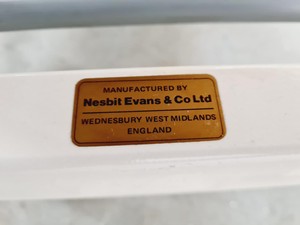 MANUFACTURED BY
Nesbit Evans & Co Ltd
WEDNESBURY WEST MIDLANDS
ENGLAND